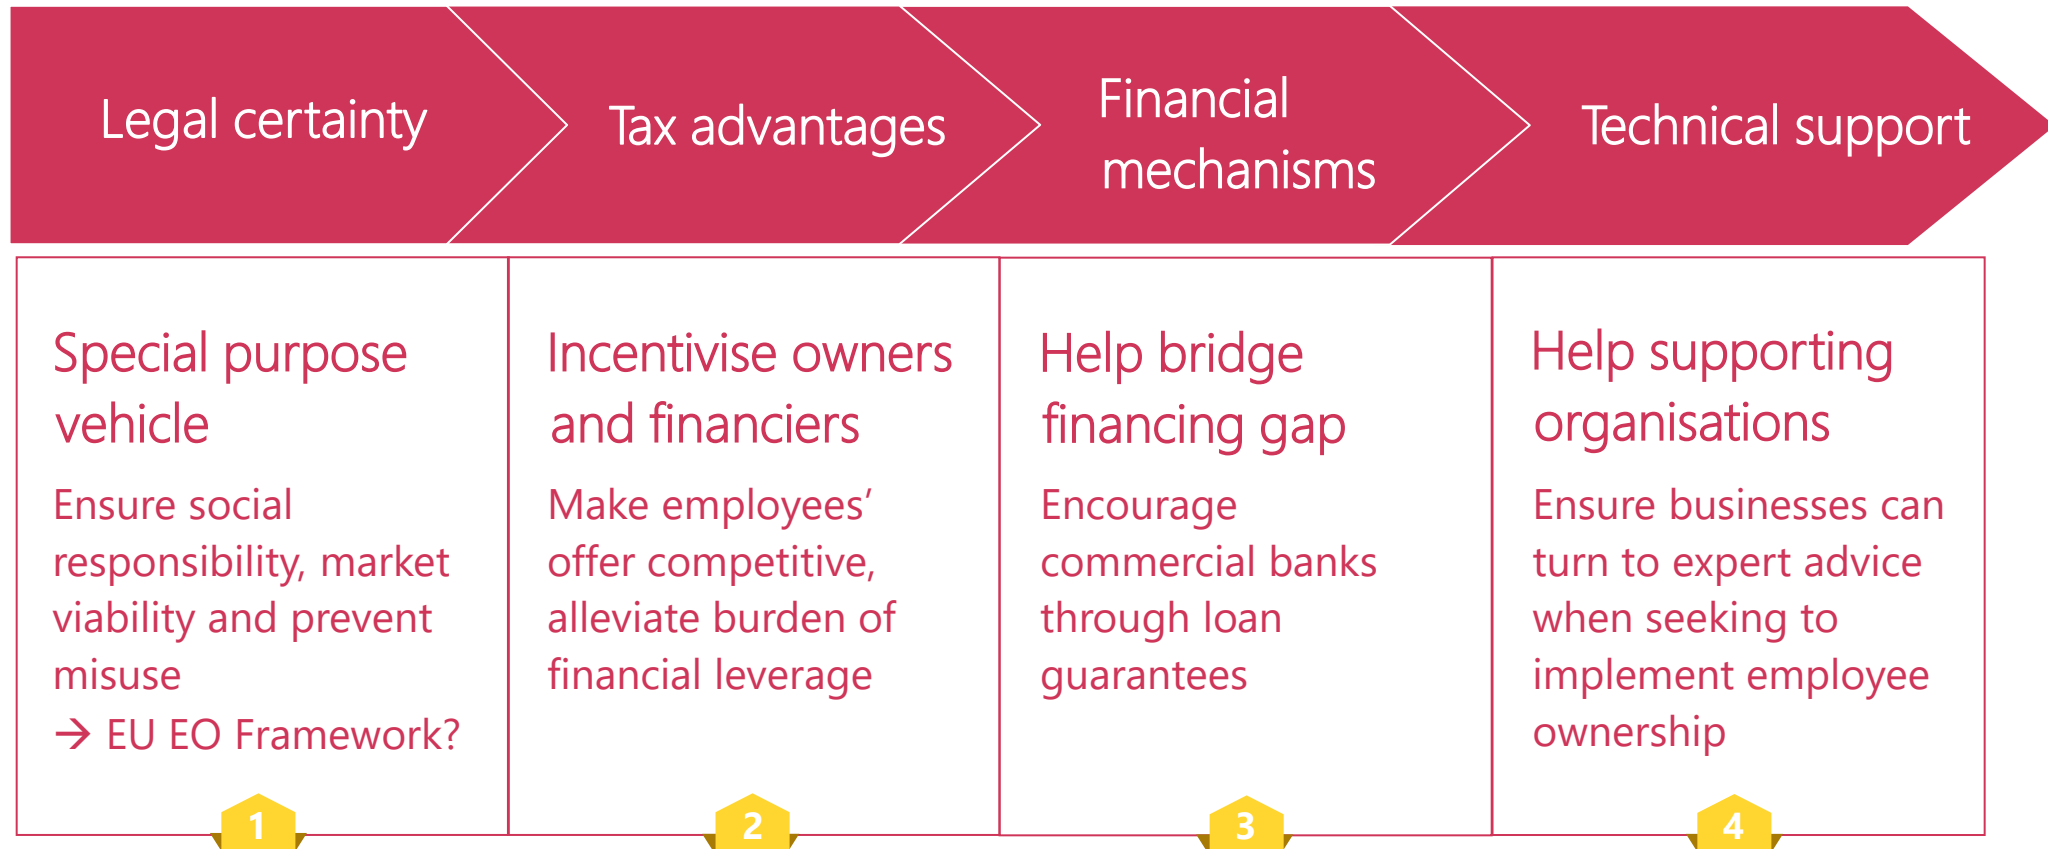 Legal certainty
Tax advantages
Financial
mechanisms
Technical support
Special purpose
vehicle
Ensure social
responsibility, market
viability and prevent
misuse
→ EU EO Framework?
1
Incentivise owners
and financiers
Make employees’
offer competitive,
alleviate burden of
financial leverage
2
Help bridge
financing gap
Encourage
commercial banks
through loan
guarantees
3
Help supporting
organisations
Ensure businesses can
turn to expert advice
when seeking to
implement employee
ownership
4